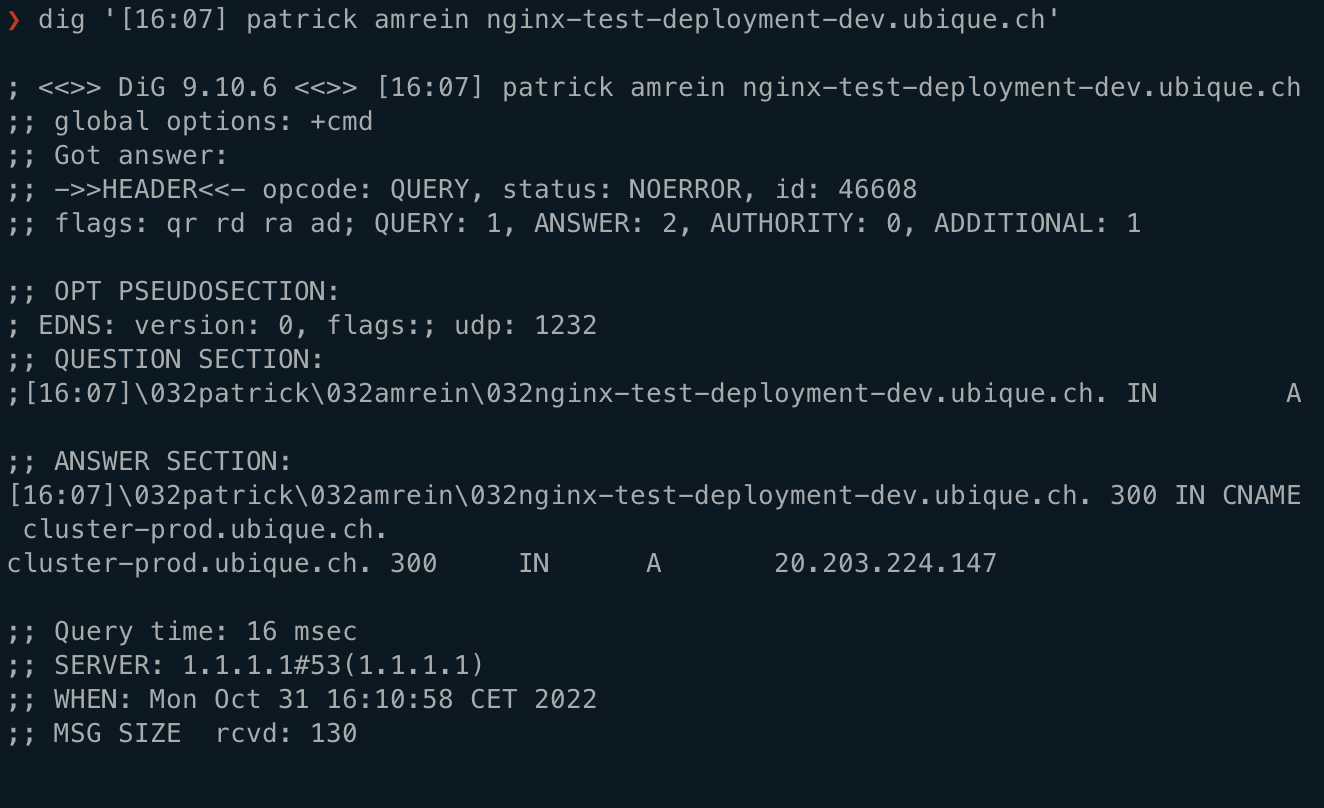 ❯ dig '[16:07] patrick amrein nginx-test-deployment-dev.ubique.ch'
; <<>> DiG 9.10.6 <<>> [16:07] patrick amrein nginx-test-deployment-dev.ubique.ch
;; global options: +cmd
;; Got answer:
;; ->>HEADER<<- opcode: QUERY, status: NOERROR, id: 46608
;; flags: qr rd ra ad; QUERY: 1, ANSWER: 2, AUTHORITY: 0, ADDITIONAL: 1
;; OPT PSEUDOSECTION:
; EDNS: version: 0, flags:; udp: 1232
;; QUESTION SECTION:
;[16:07]\032patrick\032amrein\032nginx-test-deployment-dev.ubique.ch. IN A
;; ANSWER SECTION:
[16:07]\032patrick\032amrein\032nginx-test-deployment-dev.ubique.ch. 300 IN CNAME
cluster-prod.ubique.ch.
cluster-prod.ubique.ch. 300 IN A 20.203.224.147
;; Query time: 16 msec
;; SERVER: 1.1.1.1#53(1.1.1.1)
;; WHEN: Mon Oct 31 16:10:58 CET 2022
;; MSG SIZE rcvd: 130